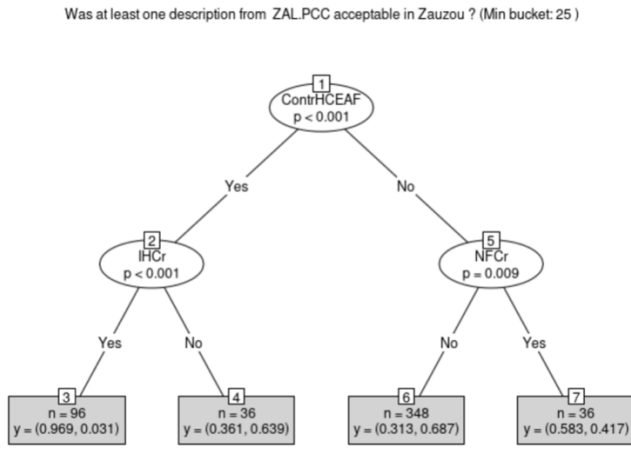 Was at least one description from ZAL.PCC acceptable in Zauzou ? (Min bucket: 25 )
1
ContrHCEAF
p < 0.001
Yes
No
2
IHCr
p < 0.001
5
NFCr
p = 0.009
Yes
No
No
Yes
3
n = 96
y = (0.969, 0.031)
4
n = 36
y = (0.361, 0.639)
6
n = 348
y = (0.313, 0.687)
7
n = 36
y = (0.583, 0.417)